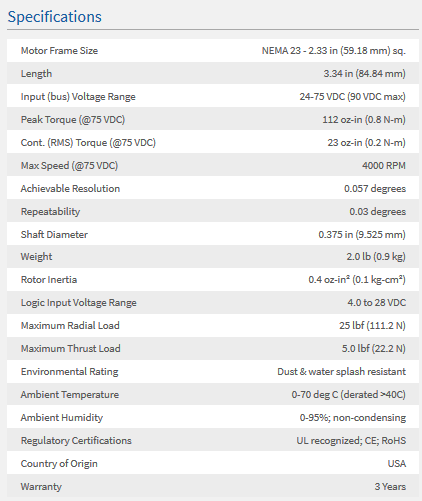 Specifications
Motor Frame Size NEMA 23 - 2.33 in (59.18 mm) sq.
Length 3.34 in (84.84 mm)
Input (bus) Voltage Range 24-75 VDC (90 VDC max)
Peak Torque (@75 VDC) 112 oz-in (0.8 N-m)
Cont. (RMS) Torque (@75 VDC) 23 oz-in (0.2 N-m)
Max Speed (@75 VDC) 4000 RPM
Achievable Resolution 0.057 degrees
Repeatability 0.03 degrees
Shaft Diameter 0.375 in (9.525 mm)
Weight 2.0 lb (0.9 kg)
Rotor Inertia 0.4 oz-in² (0.1 kg-cm²)
Logic Input Voltage Range 4.0 to 28 VDC
Maximum Radial Load 25 lbf (111.2 N)
Maximum Thrust Load 5.0 lbf (22.2 N)
Environmental Rating Dust & water splash resistant
Ambient Temperature 0-70 deg C (derated >40C)
Ambient Humidity 0-95%; non-condensing
Regulatory Certifications UL recognized; CE; RoHS
Country of Origin USA
Warranty 3 Years